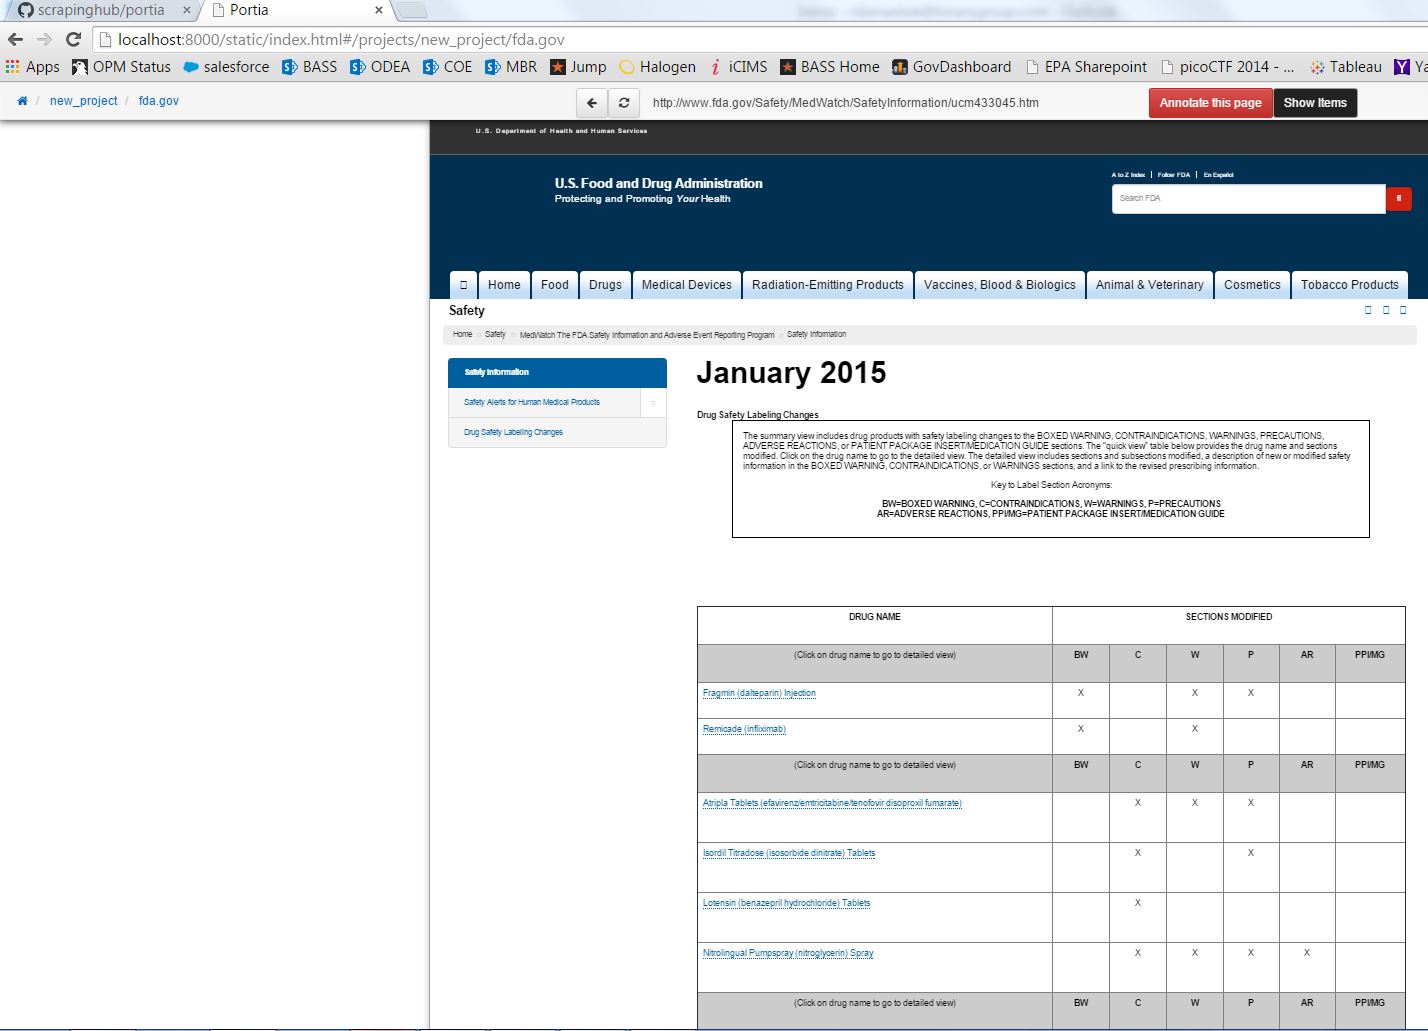 scrapinghub/portia × Portia ×
localhost:8000/static/index.html#/projects/new_project/fda.gov
Apps OPM Status salesforce BASS ODEA COE MBR Jump Halogen iCIMS BASS Home GovDashboard EPA Sharepoint picoCTF 2014 - ... Tableau Ya
/ new_project / fda.gov http://www.fda.gov/Safety/MedWatch/SafetyInformation/ucm433045.htm Annotate this page Show Items
U.S. Department of Health and Human Services
A to Z Index | Follow FDA | En Español
U.S. Food and Drug Administration
Protecting and Promoting Your Health
Search FDA
Home Food Drugs Medical Devices Radiation-Emitting Products Vaccines, Blood & Biologics Animal & Veterinary Cosmetics Tobacco Products
Safety
Home Safety MedWatch The FDA Safety Information and Adverse Event Reporting Program Safety Information
Safety Information
Safety Alerts for Human Medical Products
Drug Safety Labeling Changes
January 2015
Drug Safety Labeling Changes
The summary view includes drug products with safety labeling changes to the BOXED WARNING, CONTRAINDICATIONS, WARNINGS, PRECAUTIONS,
ADVERSE REACTIONS, or PATIENT PACKAGE INSERT/MEDICATION GUIDE sections. The "quick view" table below provides the drug name and sections
modified. Click on the drug name to go to the detailed view. The detailed view includes sections and subsections modified, a description of new or modified safety
information in the BOXED WARNING, CONTRAINDICATIONS, or WARNINGS sections, and a link to the revised prescribing information.
Key to Label Section Acronyms:
BW=BOXED WARNING, C=CONTRAINDICATIONS, W=WARNINGS, P=PRECAUTIONS
AR=ADVERSE REACTIONS, PPI/MG=PATIENT PACKAGE INSERT/MEDICATION GUIDE
DRUG NAME SECTIONS MODIFIED
(Click on drug name to go to detailed view) BW C W P AR PPI/MG
Fragmin (dalteparin) Injection X X X
Remicade (infliximab) X X
(Click on drug name to go to detailed view) BW C W P AR PPI/MG
Atripla Tablets (efavirenz/emtricitabine/tenofovir disoproxil fumarate) X X X
Isordil Titradose (isosorbide dinitrate) Tablets X X
Lotensin (benazepril hydrochloride) Tablets X
Nitrolingual Pumpspray (nitroglycerin) Spray X X X X
(Click on drug name to go to detailed view) BW C W P AR PPI/MG